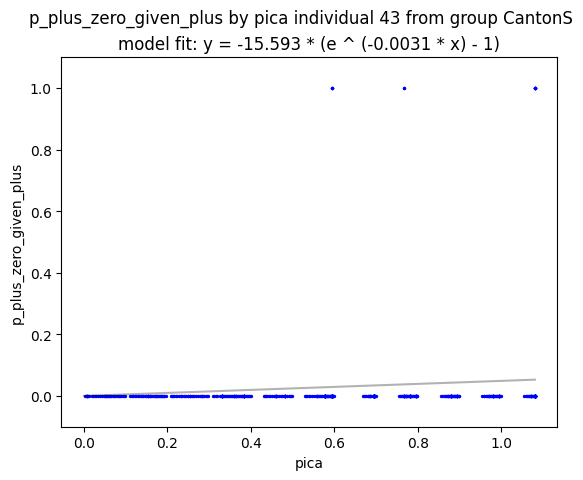 p_plus_zero_given_plus by pica individual 43 from group CantonS
model fit: y = -15.593 * (e ^ (-0.0031 * x) - 1)
p_plus_zero_given_plus
1.0
0.8
0.6
0.4
0.2
0.0
0.0 0.2 0.4 0.6 0.8 1.0
pica